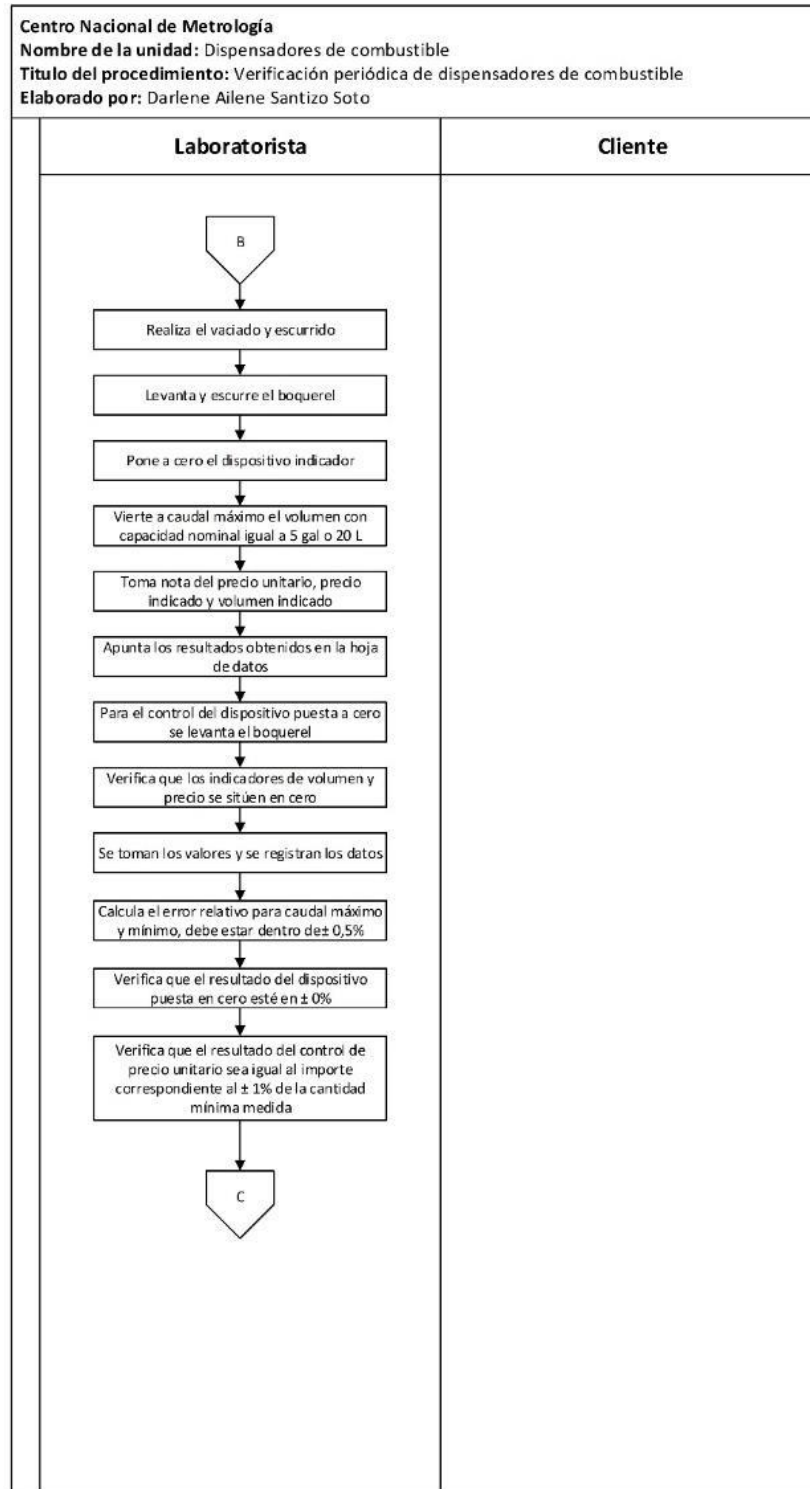 Centro Nacional de Metrología
Nombre de la unidad: Dispensadores de combustible
Titulo del procedimiento: Verificación periódica de dispensadores de combustible
Elaborado por: Darlene Ailene Santizo Soto
Laboratorista
Cliente
B
Realiza el vaciado y escurrido
Levanta y escurre el boquerel
Pone a cero el dispositivo indicador
Vierte a caudal máximo el volumen con
capacidad nominal igual a 5 gal o 20 L
Toma nota del precio unitario, precio
indicado y volumen indicado
Apunta los resultados obtenidos en la hoja
de datos
Para el control del dispositivo puesta a cero
se levanta el boquerel
Verifica que los indicadores de volumen y
precio se sitúen en cero
Se toman los valores y se registran los datos
Calcula el error relativo para caudal máximo
y mínimo, debe estar dentro de± 0,5%
Verifica que el resultado del dispositivo
puesta en cero esté en ± 0%
Verifica que el resultado del control de
precio unitario sea igual al importe
correspondiente al ± 1% de la cantidad
mínima medida
C